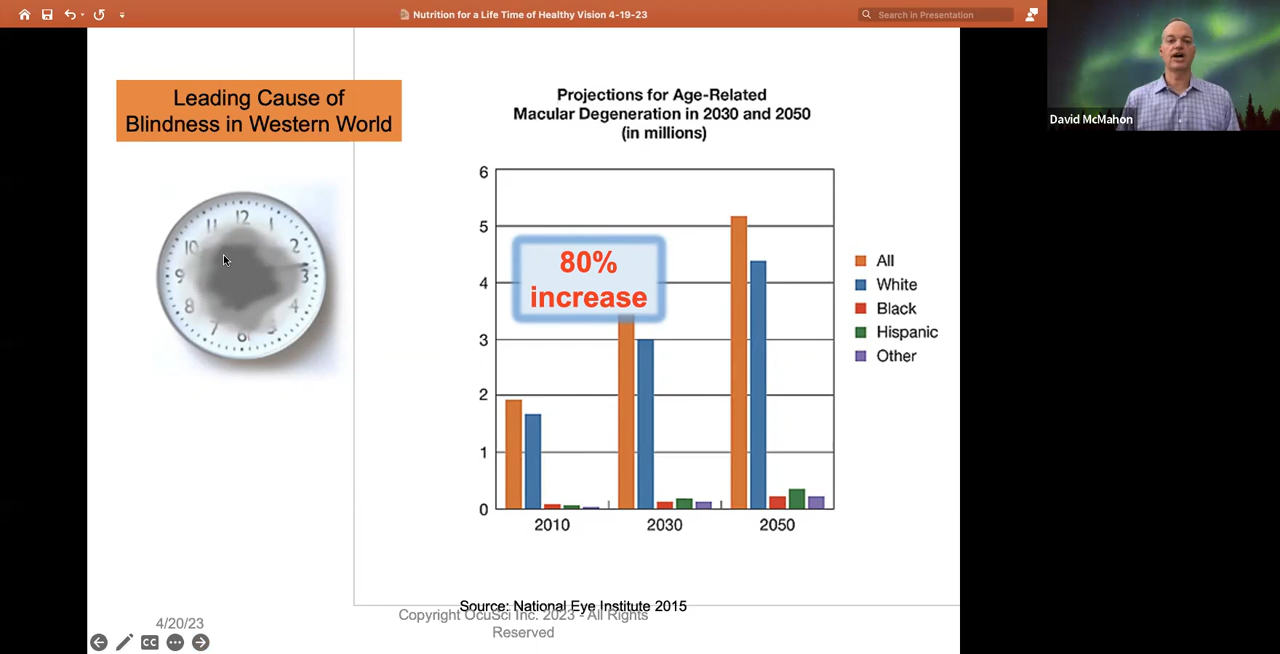 Nutrition for a Life Time of Healthy Vision 4-19-23
Search in Presentation
David McMahon
Leading Cause of
Blindness in Western World
12
1
2
3
7
8
9
10
11
Projections for Age-Related
Macular Degeneration in 2030 and 2050
(in millions)
6
5
4
3
2
1
0
80%
increase
2010
2030
2050
All
White
Black
Hispanic
Other
Source: National Eye Institute 2015
Copyright OcuSci Inc. 2023 - All Rights
Reserved
4/20/23
CC